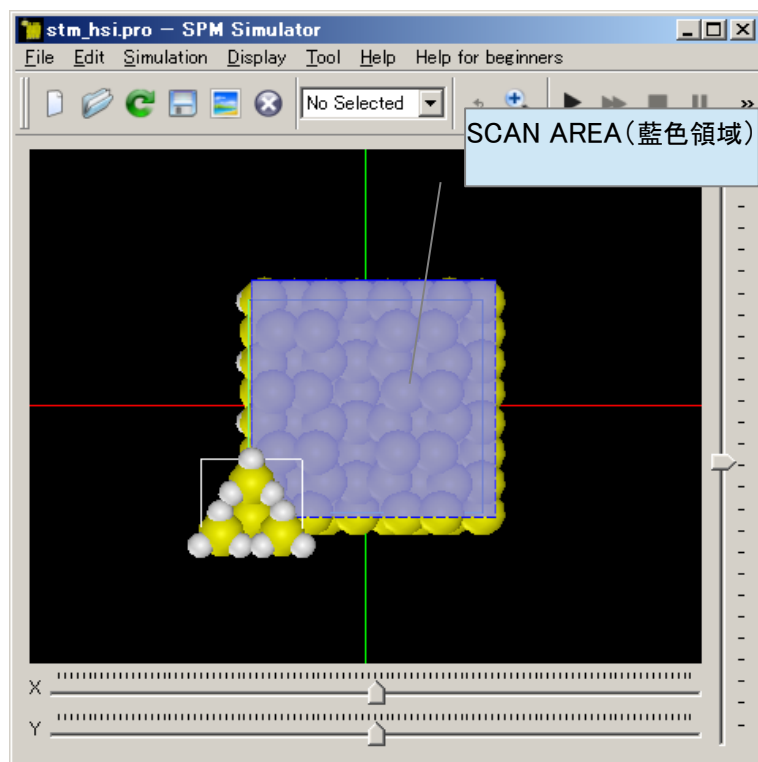 stm_hsi.pro － SPM Simulator
File Edit Simulation Display Tool Help Help for beginners
No Selected
»
SCAN AREA（藍色領域）
X
Y